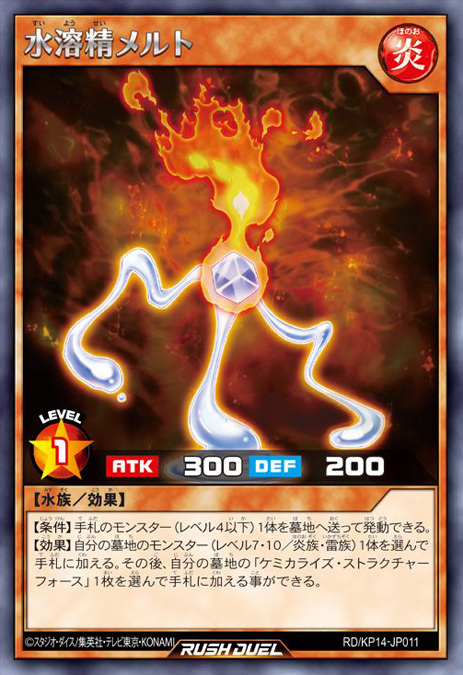 水溶精メルト
炎
LEVEL
1
ATK 300 DEF 200
【水族／効果】
【条件】手札のモンスター（レベル4以下）1体を墓地へ送って発動できる。
【効果】自分の墓地のモンスター（レベル7・10／炎族・雷族）1体を選んで
手札に加える。その後、自分の墓地の「ケミカライズ・ストラクチャー
フォース」1枚を選んで手札に加える事ができる。
©スタジオ・ダイス/集英社・テレビ東京・KONAMI
RUSH DUEL
RD/KP14-JP011